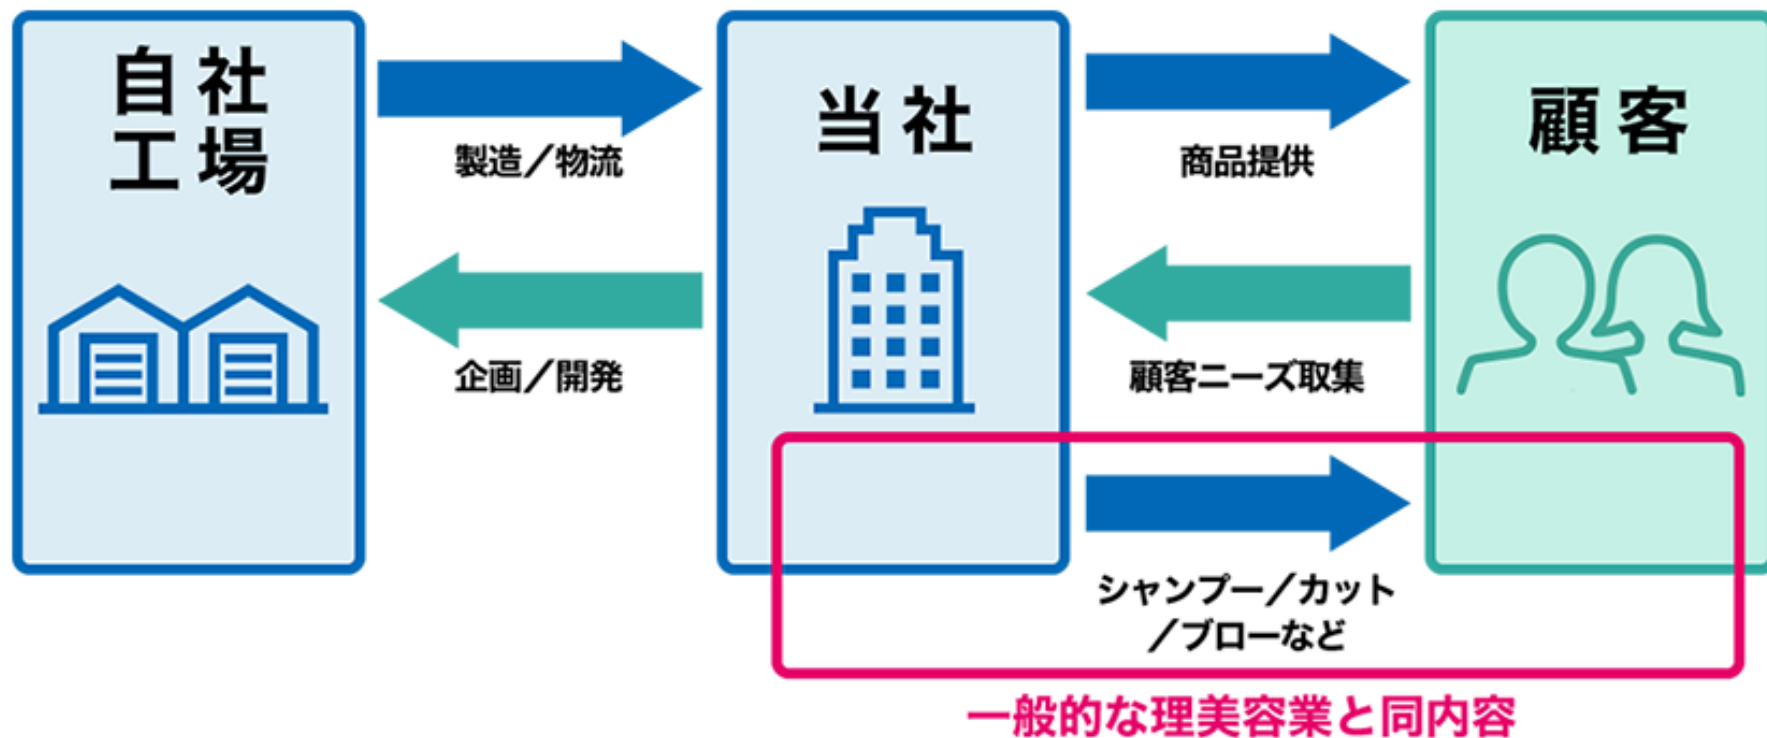 自社
工場
製造／物流
企画／開発
当社
商品提供
顧客ニーズ取集
シャンプー／カット
／ブローなど
顧客
一般的な理美容業と同内容